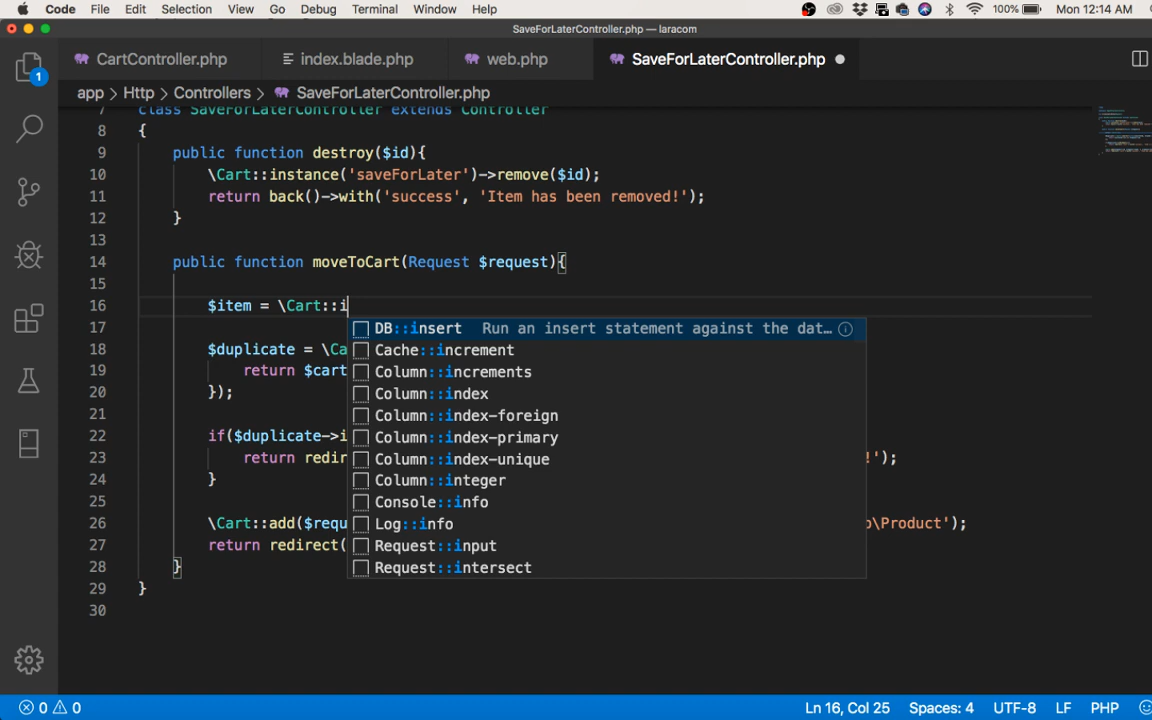 Code File Edit Selection View Go Debug Terminal Window Help 100% Mon 12:14 AM
SaveForLaterController.php — laracom
1 CartController.php index.blade.php web.php SaveForLaterController.php
app > Http > Controllers > SaveForLaterController.php
7 class SaveForLaterController extends Controller
8 {
9 public function destroy($id){
10 \Cart::instance('saveForLater')->remove($id);
11 return back()->with('success', 'Item has been removed!');
12 }
13
14 public function moveToCart(Request $request){
15
16 $item = \Cart::i
17 DB::insert Run an insert statement against the dat...
Cache::increment
18 $duplicate = \Ca
19 return $cart Column::increments
20 }); Column::index
21 Column::index-foreign
22 if($duplicate->i Column::index-primary
23 return redir Column::index-unique !');
24 } Column::integer
25 Console::info
26 \Cart::add($requ Log::info p\Product');
27 return redirect( Request::input
28 } Request::intersect
29 }
30
0 0 Ln 16, Col 25 Spaces: 4 UTF-8 LF PHP